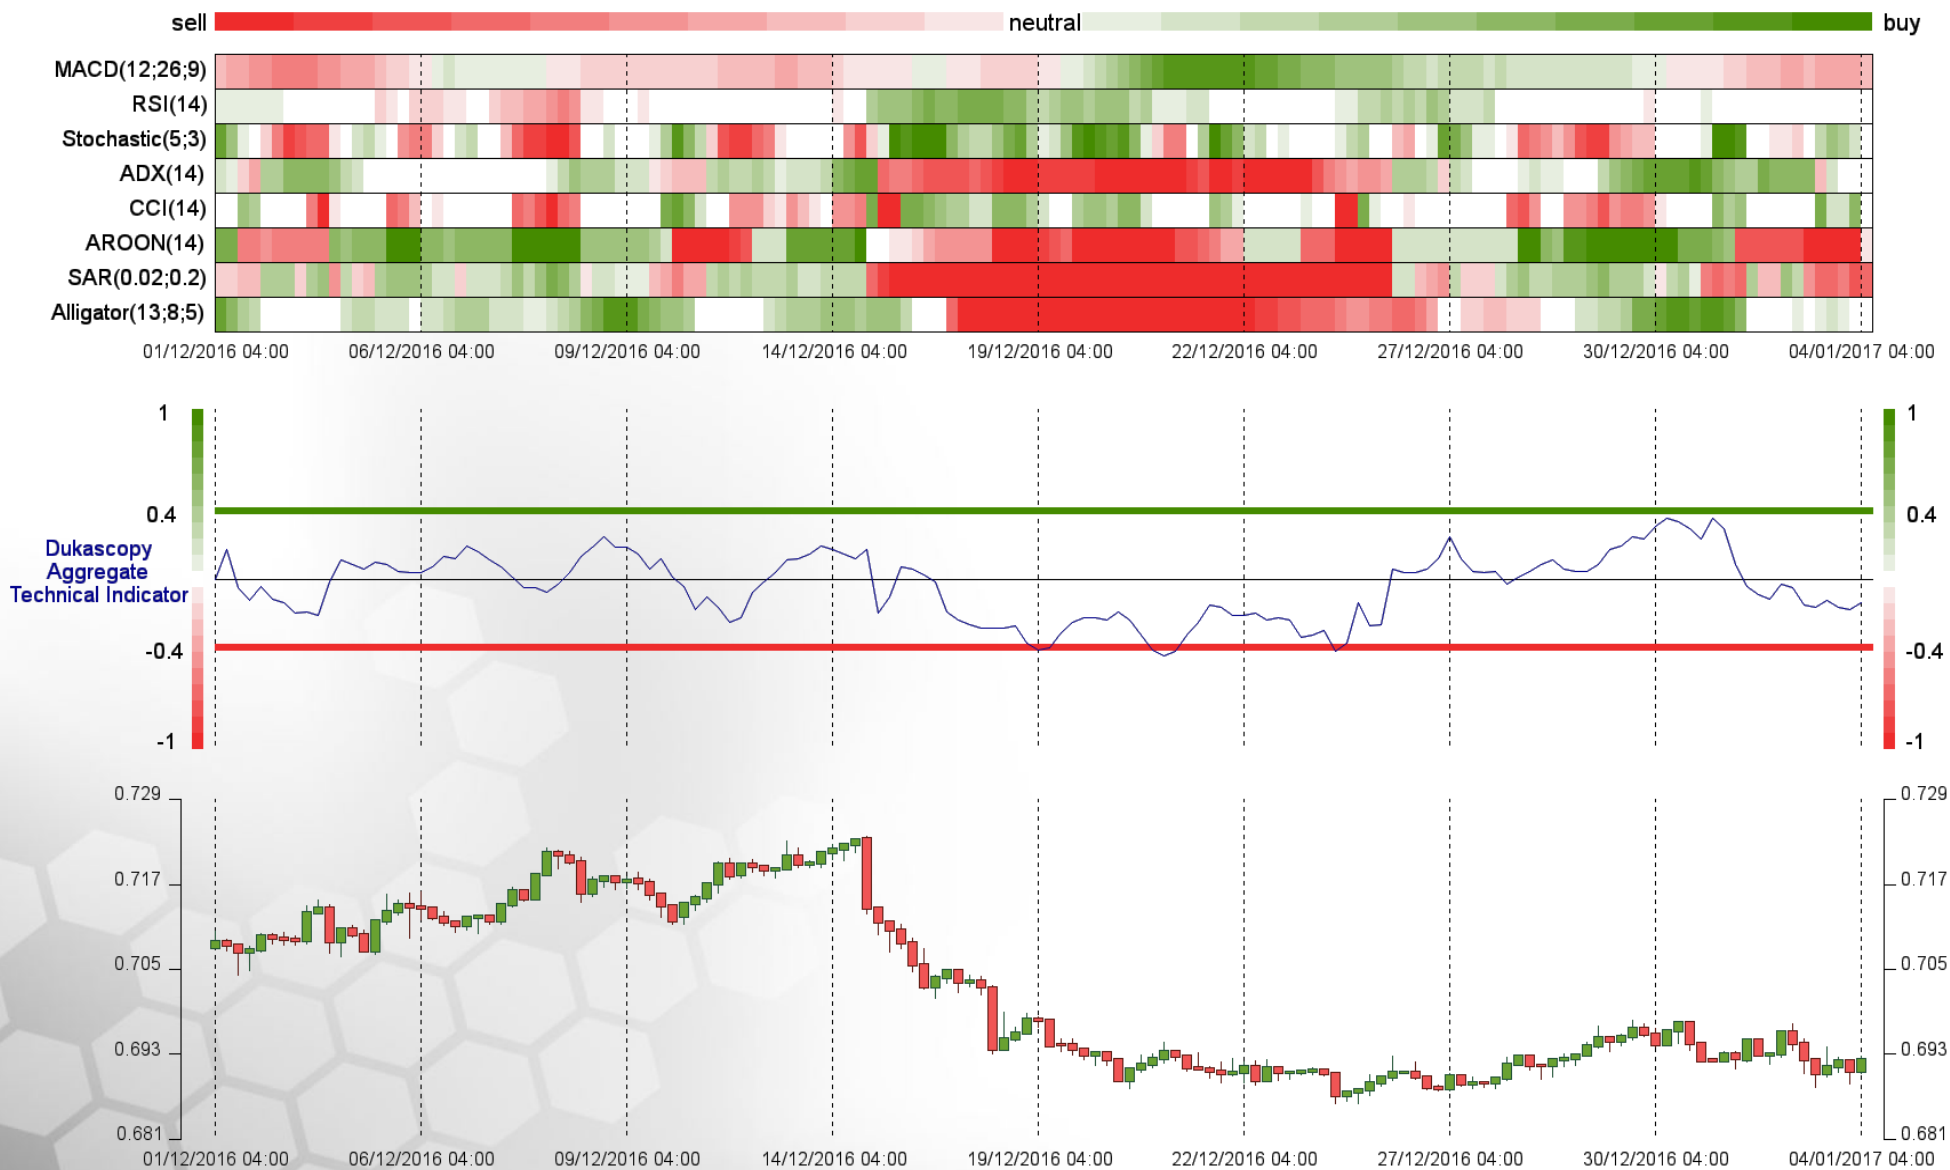 sell neutral buy
MACD(12;26;9)
RSI(14)
Stochastic(5;3)
ADX(14)
CCI(14)
AROON(14)
SAR(0.02;0.2)
Alligator(13;8;5)
01/12/2016 04:00 06/12/2016 04:00 09/12/2016 04:00 14/12/2016 04:00 19/12/2016 04:00 22/12/2016 04:00 27/12/2016 04:00 30/12/2016 04:00 04/01/2017 04:00
1 1
0.4 0.4
Dukascopy
Aggregate
Technical Indicator
-0.4 -0.4
-1 -1
0.729 0.729
0.717 0.717
0.705 0.705
0.693 0.693
0.681 0.681
01/12/2016 04:00 06/12/2016 04:00 09/12/2016 04:00 14/12/2016 04:00 19/12/2016 04:00 22/12/2016 04:00 27/12/2016 04:00 30/12/2016 04:00 04/01/2017 04:00